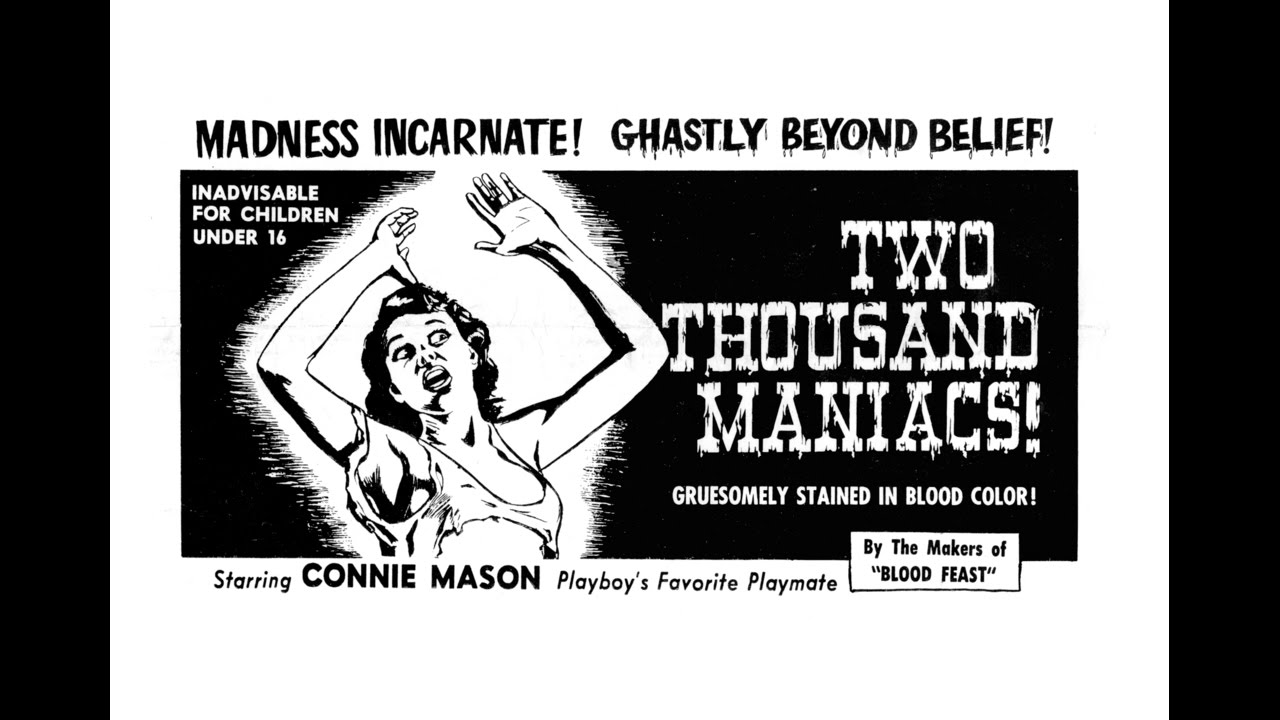 MADNESS INCARNATE! GHASTLY BEYOND BELIEF!
INADVISABLE
FOR CHILDREN
UNDER 16
TWO
THOUSAND
MANIACS!
GRUESOMELY STAINED IN BLOOD COLOR!
Starring CONNIE MASON Playboy's Favorite Playmate
By The Makers of
"BLOOD FEAST"